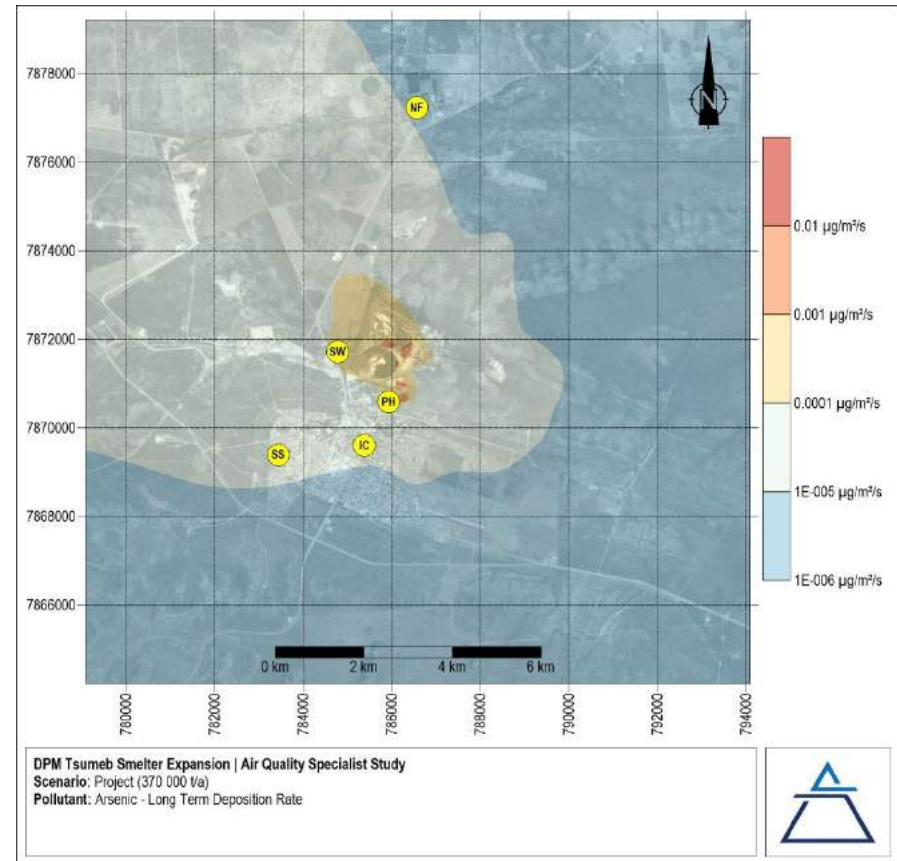 7878000
7876000
7874000
7872000
7870000
7868000
7866000
NF
N
SW
PH
IC
SS
0.01 µg/m²/s
0.001 µg/m²/s
0.0001 µg/m²/s
1E-005 µg/m²/s
1E-006 µg/m²/s
0 km 2 km 4 km 6 km
780000 782000 784000 786000 788000 790000 792000 794000
DPM Tsumeb Smelter Expansion | Air Quality Specialist Study
Scenario: Project (370 000 t/a)
Pollutant: Arsenic - Long Term Deposition Rate